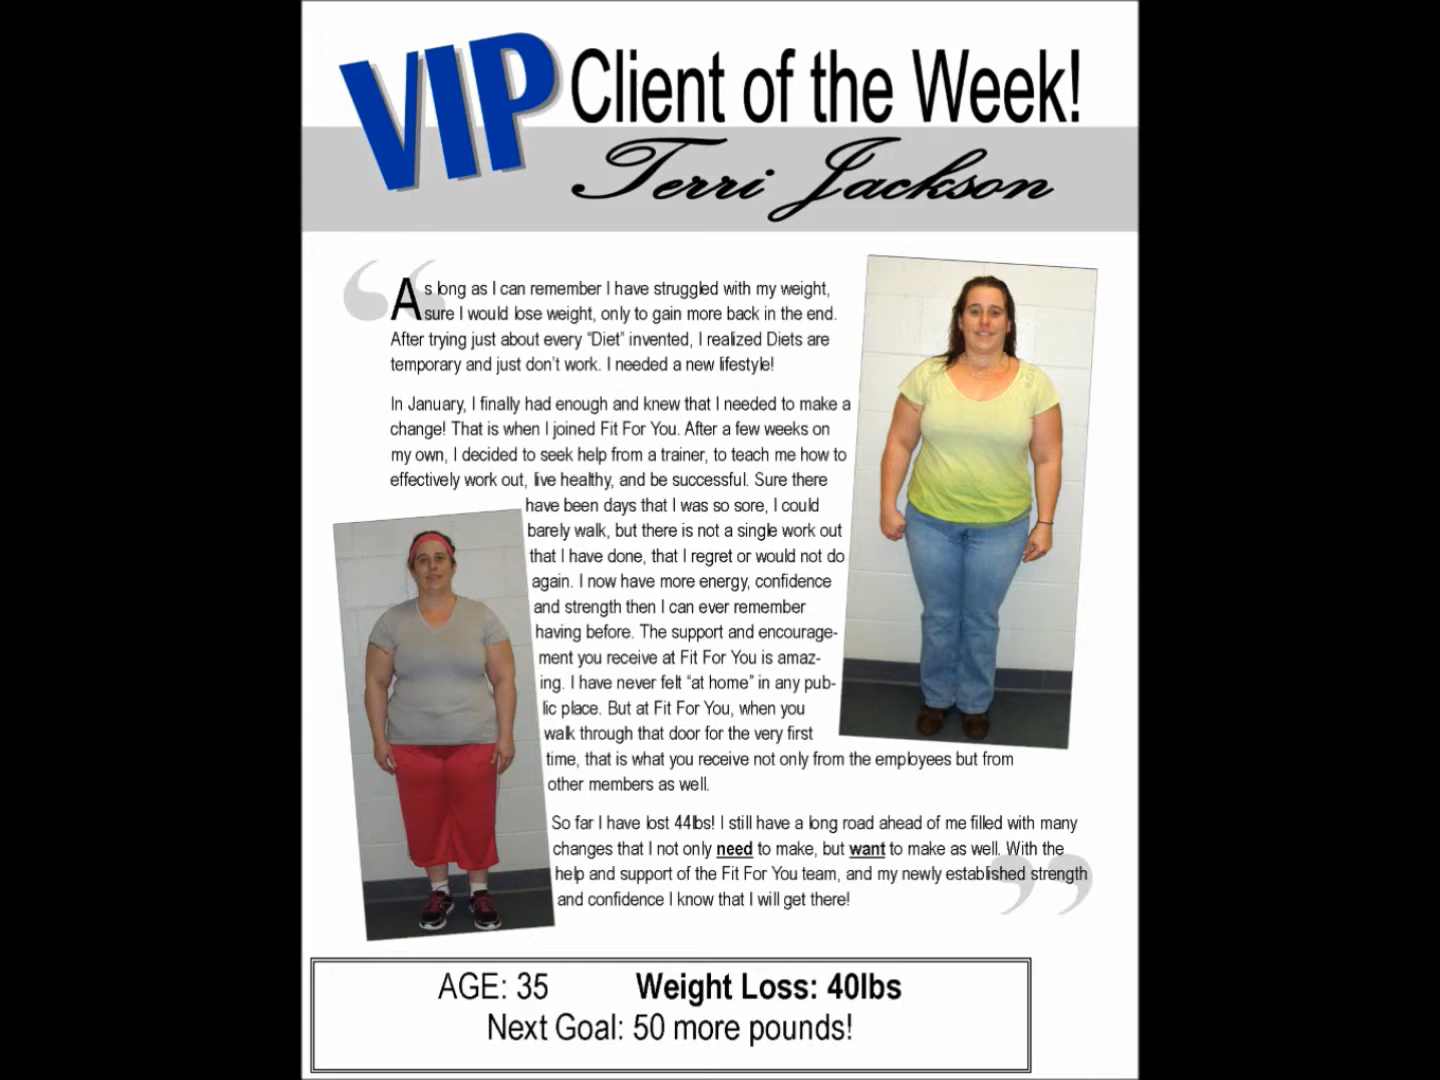 VIP Client of the Week!
Terri Jackson
As long as I can remember I have struggled with my weight,
sure I would lose weight, only to gain more back in the end.
After trying just about every “Diet” invented, I realized Diets are
temporary and just don’t work. I needed a new lifestyle!
In January, I finally had enough and knew that I needed to make a
change! That is when I joined Fit For You. After a few weeks on
my own, I decided to seek help from a trainer, to teach me how to
effectively work out, live healthy, and be successful. Sure there
have been days that I was so sore, I could
barely walk, but there is not a single work out
that I have done, that I regret or would not do
again. I now have more energy, confidence
and strength then I can ever remember
having before. The support and encourage-
ment you receive at Fit For You is amaz-
ing. I have never felt “at home” in any pub-
lic place. But at Fit For You, when you
walk through that door for the very first
time, that is what you receive not only from the employees but from
other members as well.
So far I have lost 44lbs! I still have a long road ahead of me filled with many
changes that I not only need to make, but want to make as well. With the
help and support of the Fit For You team, and my newly established strength
and confidence I know that I will get there!
AGE: 35 Weight Loss: 40lbs
Next Goal: 50 more pounds!